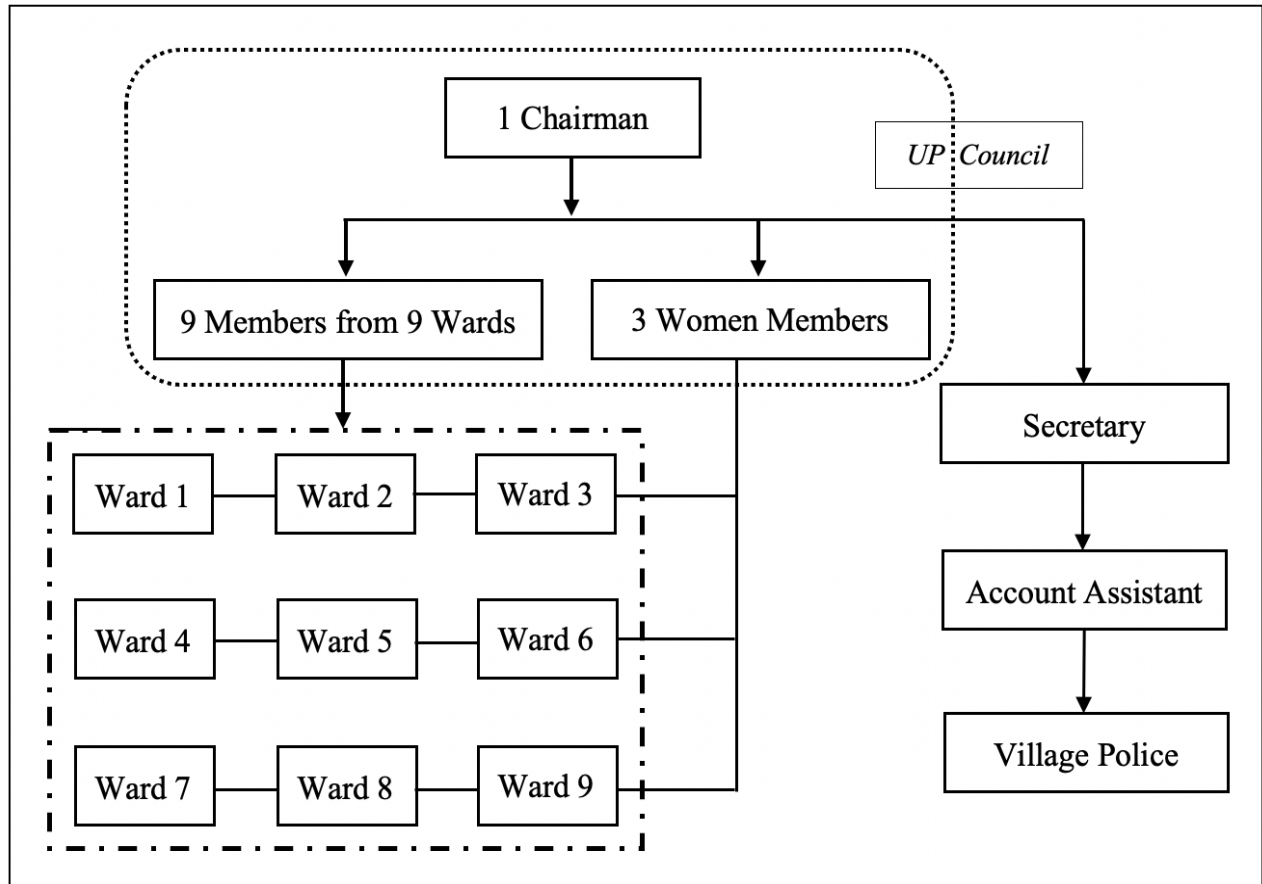 1 Chairman
UP Council
9 Members from 9 Wards
3 Women Members
Secretary
Ward 1
Ward 2
Ward 3
Account Assistant
Ward 4
Ward 5
Ward 6
Village Police
Ward 7
Ward 8
Ward 9